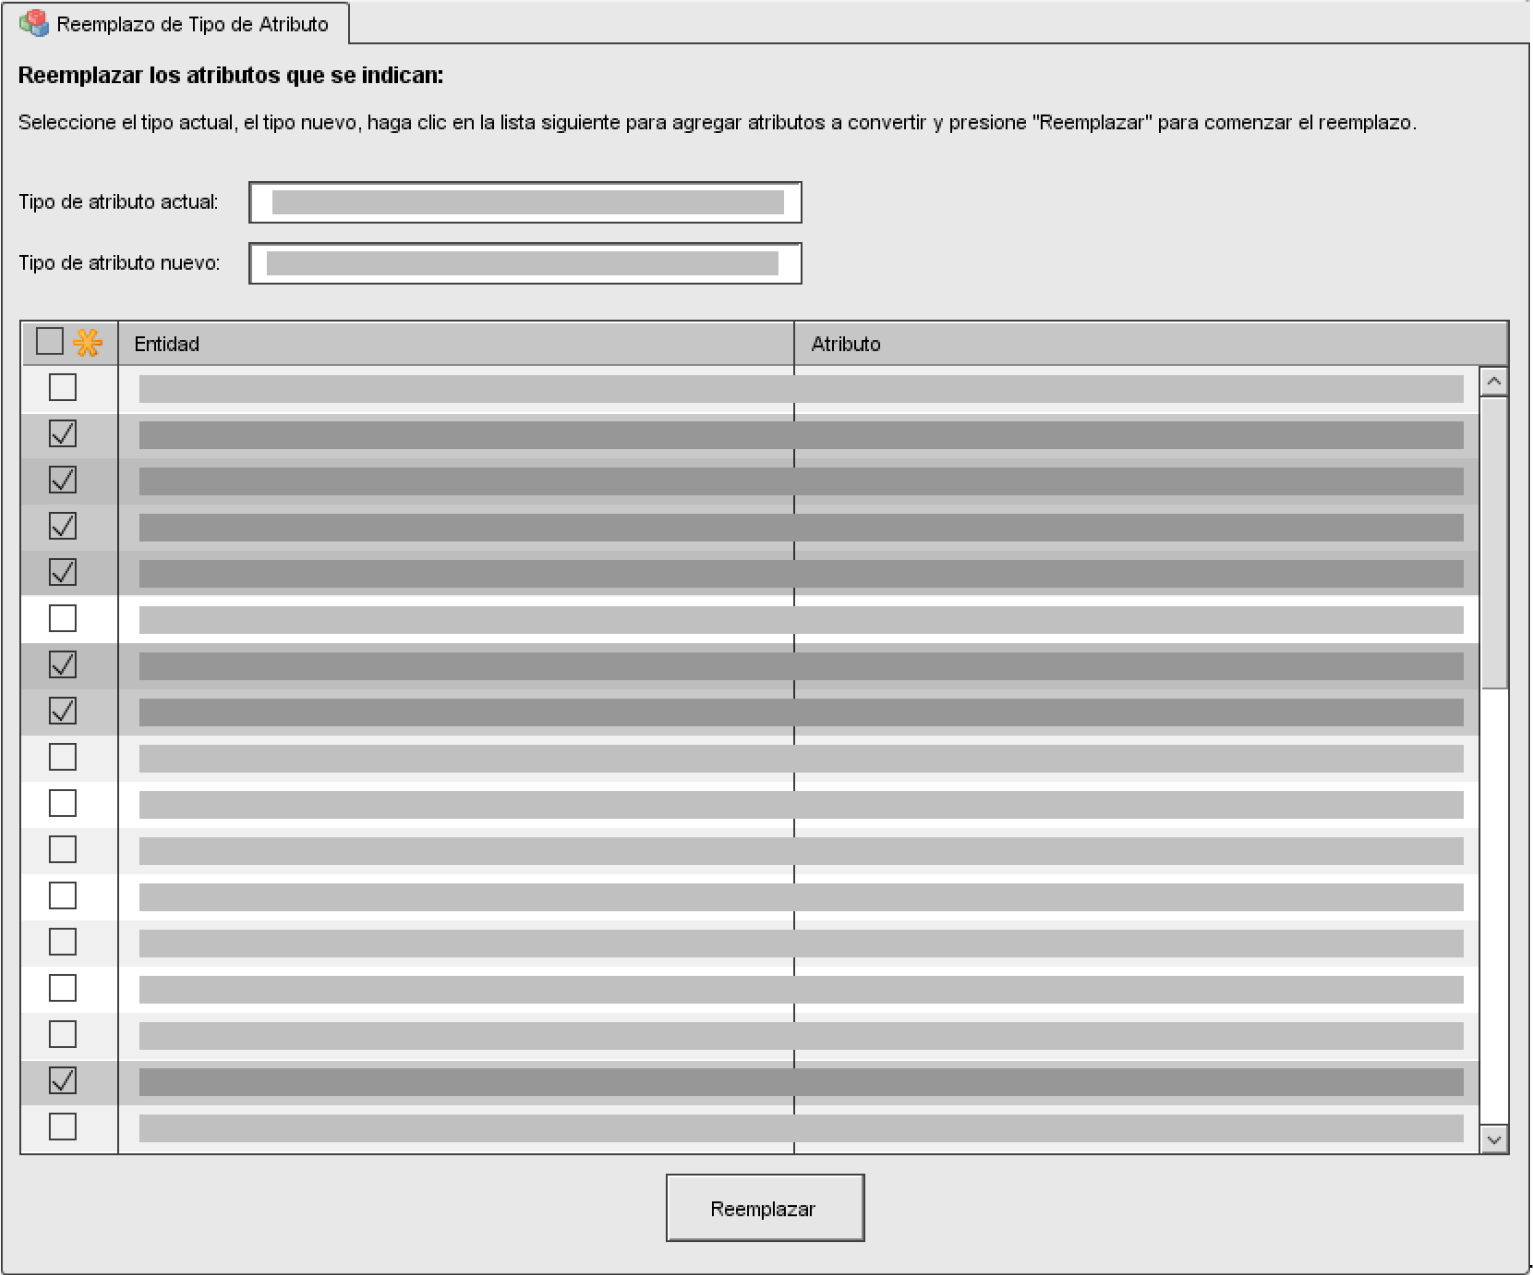 Reemplazo de Tipo de Atributo
Reemplazar los atributos que se indican:
Seleccione el tipo actual, el tipo nuevo, haga clic en la lista siguiente para agregar atributos a convertir y presione "Reemplazar" para comenzar el reemplazo.
Tipo de atributo actual:
Tipo de atributo nuevo:
Entidad Atributo
Reemplazar